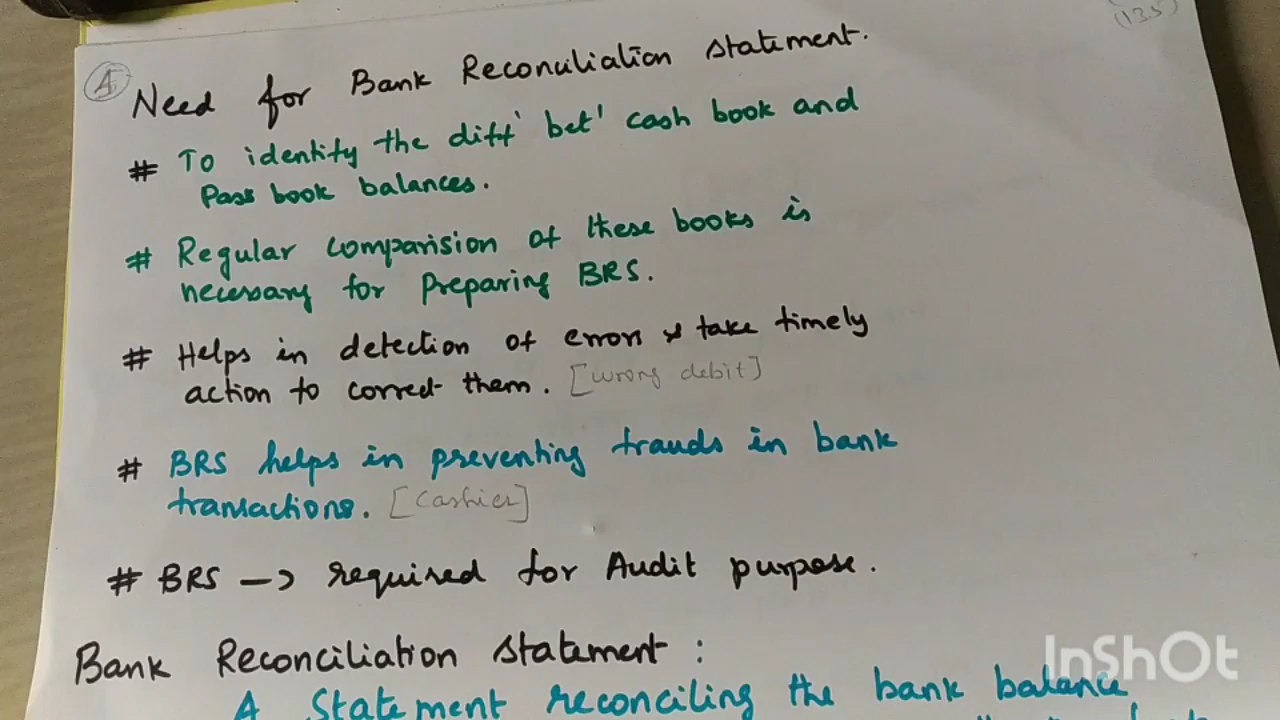 (135)
A
Need for Bank Reconciliation statement.
# To identify the diff' bet' cash book and
Pass book balances.
# Regular comparision of these books is
necessary for preparing BRS.
# Helps in detection of errors & take timely
action to correct them. [wrong debit]
# BRS helps in preventing frauds in bank
transactions. [cashier]
# BRS → required for Audit purpose.
Bank Reconciliation statement :
A Statement reconciling the bank balance
InShOt